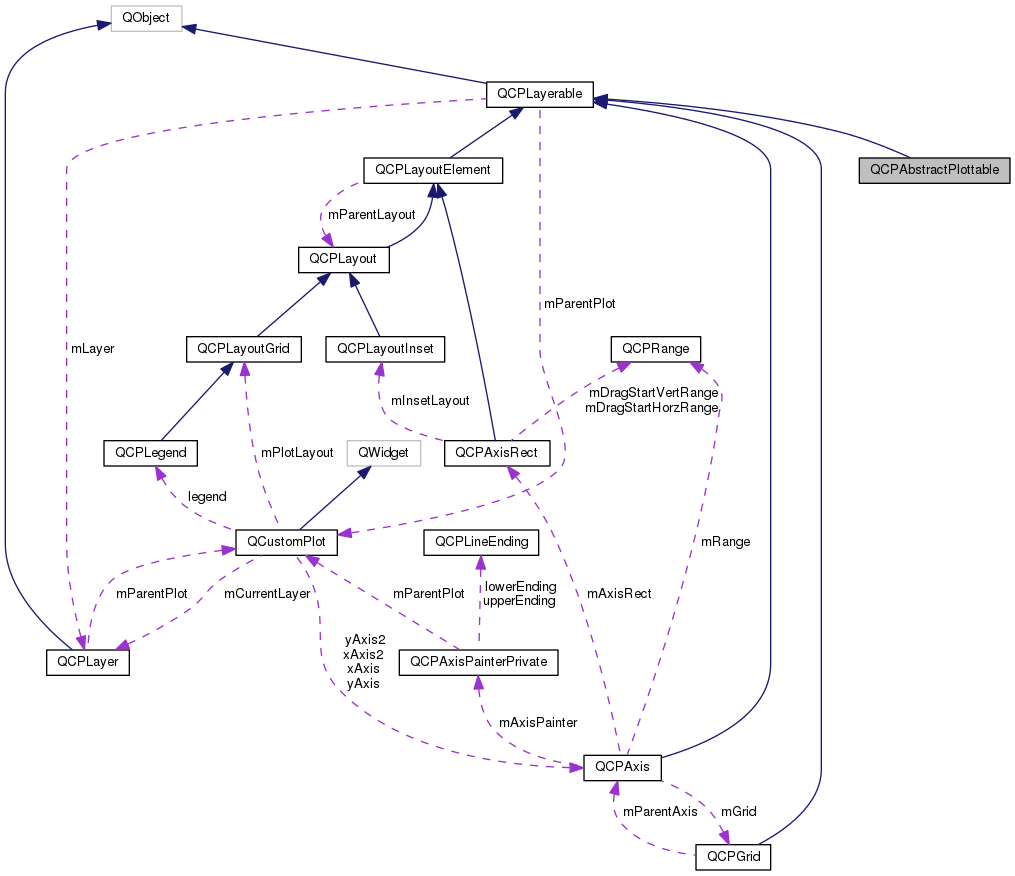 QObject
QCPLayerable
QCPLayoutElement
QCPAbstractPlottable
mParentLayout
QCPLayout
mParentPlot
mLayer
QCPLayoutGrid
QCPLayoutInset
QCPRange
mDragStartVertRange
mDragStartHorzRange
mInsetLayout
QCPLegend
mPlotLayout
QWidget
QCPAxisRect
legend
QCustomPlot
QCPLineEnding
mRange
mParentPlot
mCurrentLayer
mParentPlot
lowerEnding
upperEnding
mAxisRect
yAxis2
xAxis2
xAxis
yAxis
QCPLayer
QCPAxisPainterPrivate
mAxisPainter
QCPAxis
mParentAxis
mGrid
QCPGrid